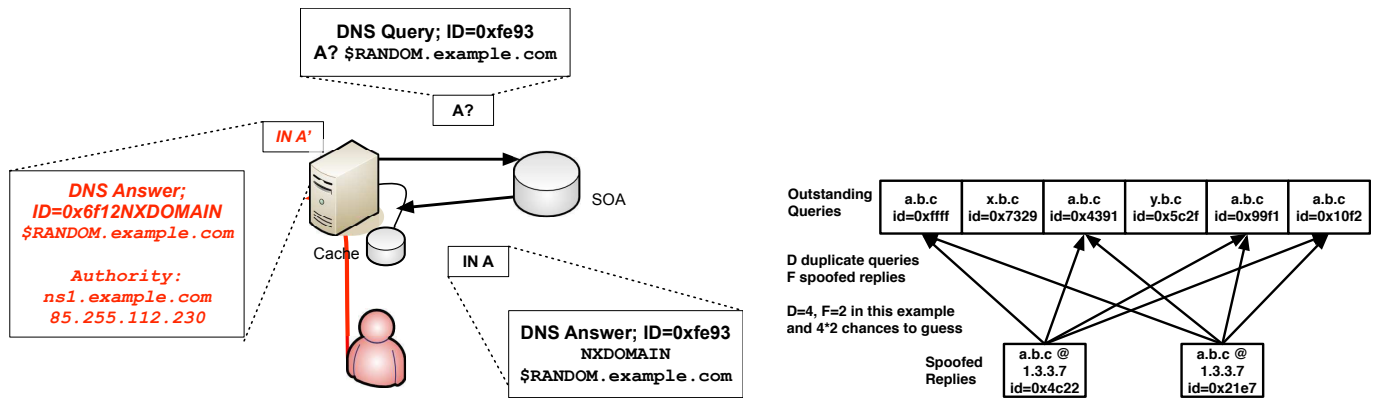 DNS Query; ID=0xfe93
A? $RANDOM.example.com
A?
IN A'
DNS Answer;
ID=0x6f12NXDOMAIN
$RANDOM.example.com
Authority:
ns1.example.com
85.255.112.230
SOA
Cache
IN A
DNS Answer; ID=0xfe93
NXDOMAIN
$RANDOM.example.com
Outstanding
Queries
a.b.c
id=0xffff
x.b.c
id=0x7329
a.b.c
id=0x4391
y.b.c
id=0x5c2f
a.b.c
id=0x99f1
a.b.c
id=0x10f2
D duplicate queries
F spoofed replies
D=4, F=2 in this example
and 4*2 chances to guess
Spoofed
Replies
a.b.c @
1.3.3.7
id=0x4c22
a.b.c @
1.3.3.7
id=0x21e7